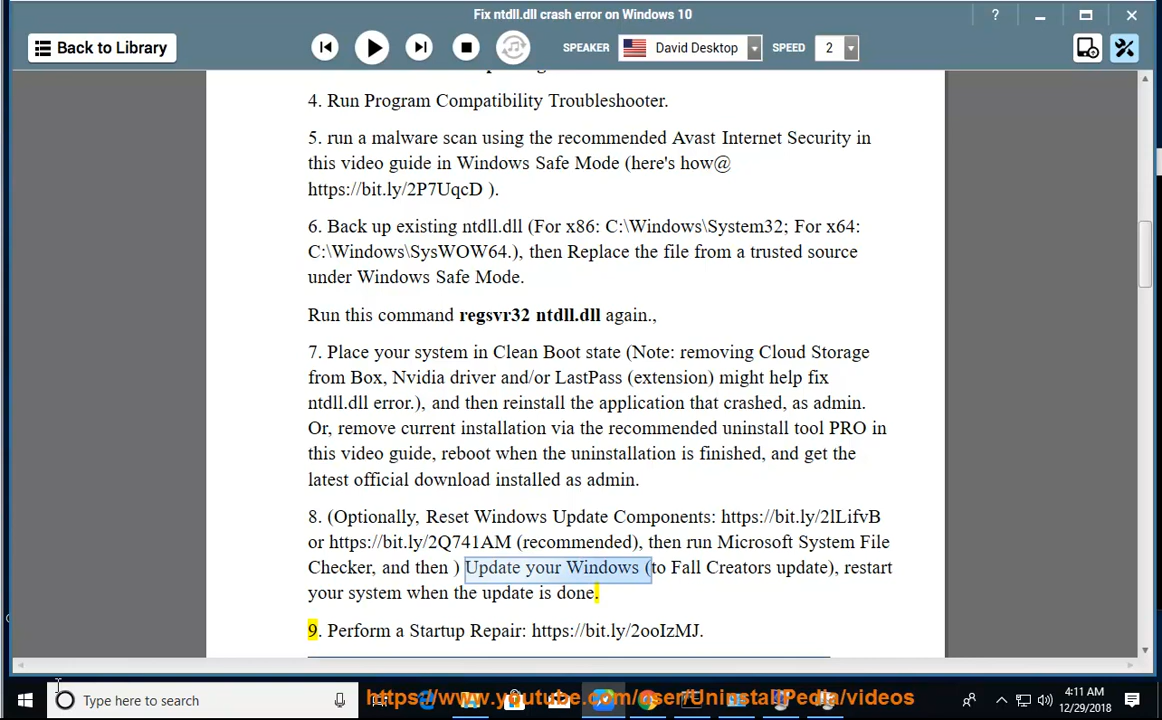 Fix ntdll.dll crash error on Windows 10
Back to Library
SPEAKER
David Desktop
SPEED
2
?
4. Run Program Compatibility Troubleshooter.
5. run a malware scan using the recommended Avast Internet Security in
this video guide in Windows Safe Mode (here's how@
https://bit.ly/2P7UqcD ).
6. Back up existing ntdll.dll (For x86: C:\Windows\System32; For x64:
C:\Windows\SysWOW64.), then Replace the file from a trusted source
under Windows Safe Mode.
Run this command regsvr32 ntdll.dll again.,
7. Place your system in Clean Boot state (Note: removing Cloud Storage
from Box, Nvidia driver and/or LastPass (extension) might help fix
ntdll.dll error.), and then reinstall the application that crashed, as admin.
Or, remove current installation via the recommended uninstall tool PRO in
this video guide, reboot when the uninstallation is finished, and get the
latest official download installed as admin.
8. (Optionally, Reset Windows Update Components: https://bit.ly/2lLifvB
or https://bit.ly/2Q741AM (recommended), then run Microsoft System File
Checker, and then ) Update your Windows (to Fall Creators update), restart
your system when the update is done.
9. Perform a Startup Repair: https://bit.ly/2ooIzMJ.
Type here to search
https://www.youtube.com/user/UninstallPedia/videos
4:11 AM
12/29/2018